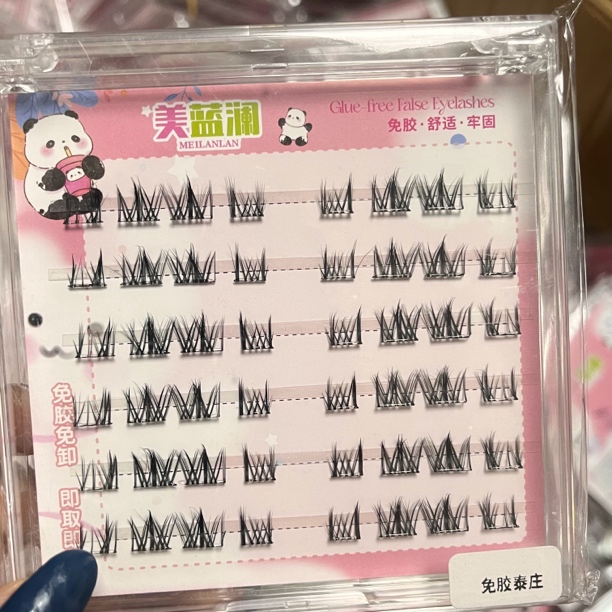 美蓝澜
MEILANLAN
Glue-free False Eyelashes
免胶·舒适·牢固
免胶免卸 即取即
免胶泰庄